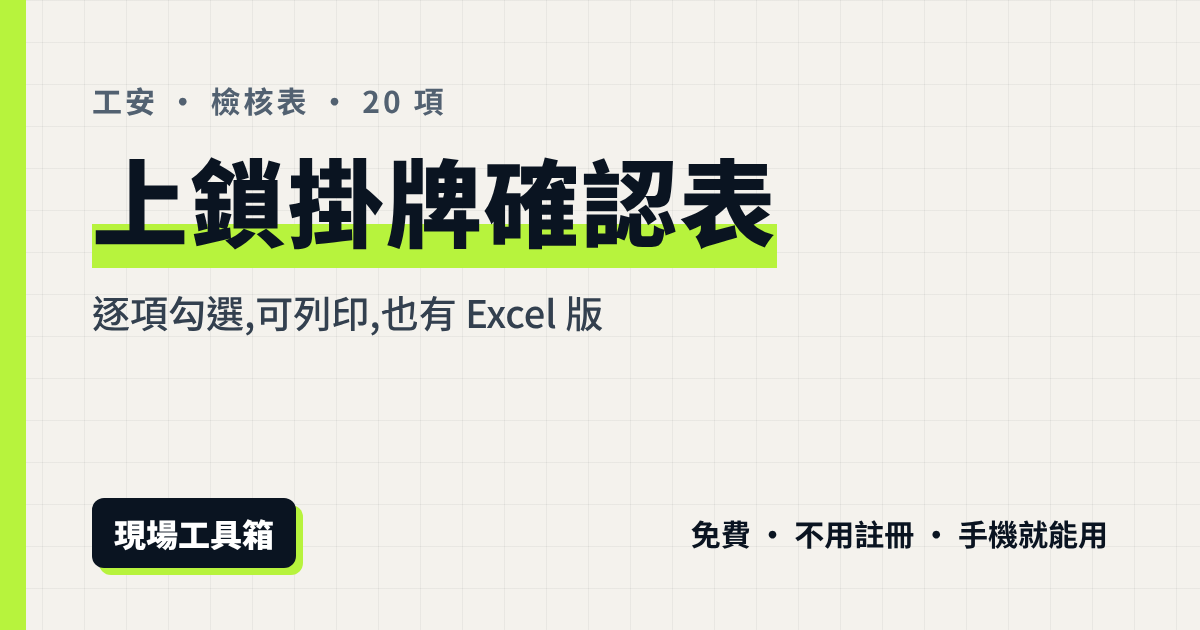 工安 • 檢核表 • 20 項
上鎖掛牌確認表
逐項勾選,可列印,也有 Excel 版
現場工具箱
免費 • 不用註冊 • 手機就能用